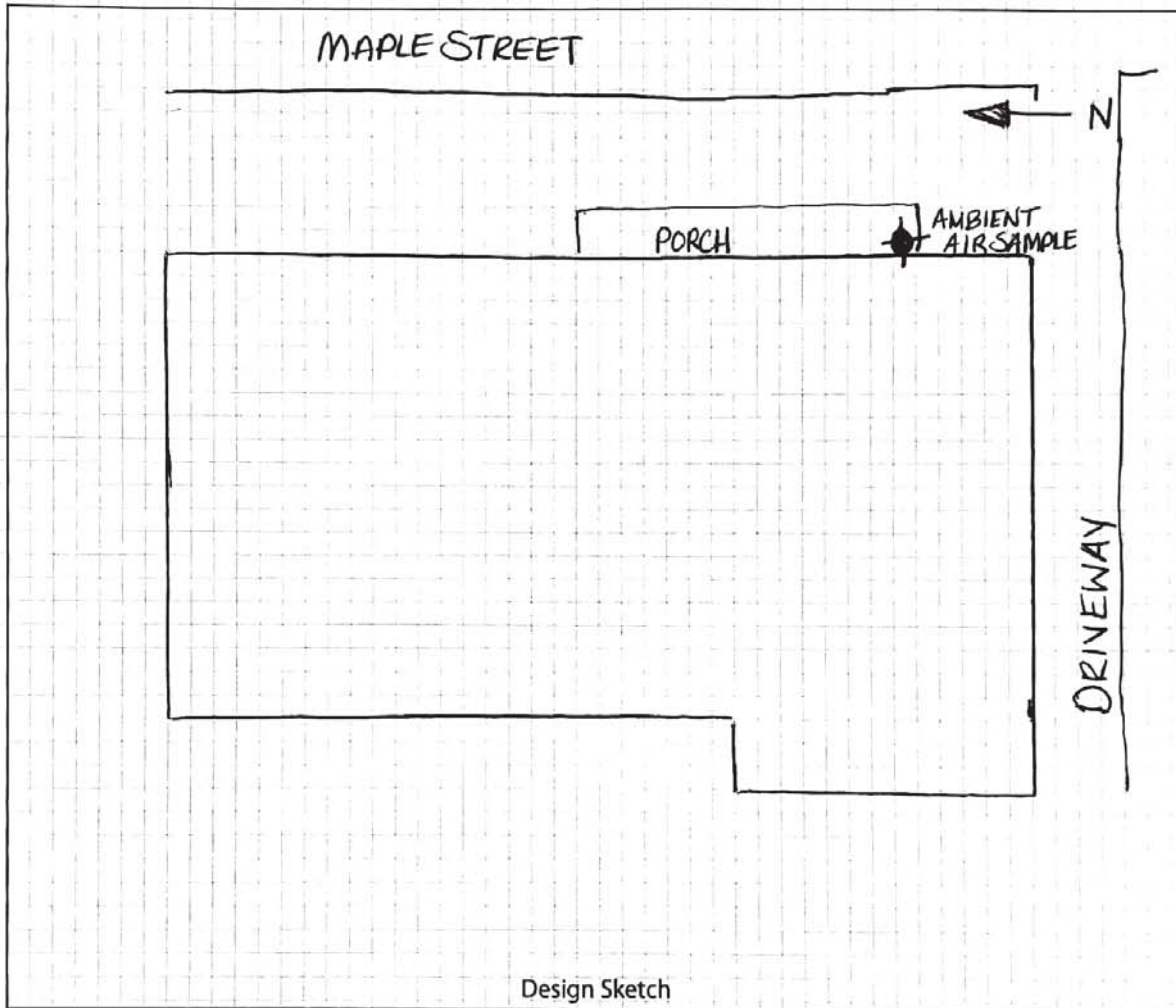 MAPLE STREET
N
AMBIENT
AIR SAMPLE
PORCH
DRIVEWAY
Design Sketch